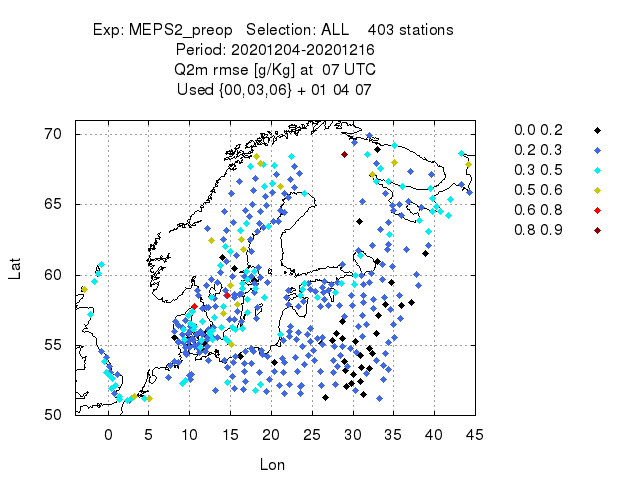 Exp: MEPS2_preop   Selection: ALL    403 stations
Period: 20201204-20201216
Q2m rmse [g/Kg] at  07 UTC
Used {00,03,06} + 01 04 07
70
65
60
55
50
Lat
0 5 10 15 20 25 30 35 40 45
Lon
0.0 0.2
0.2 0.3
0.3 0.5
0.5 0.6
0.6 0.8
0.8 0.9